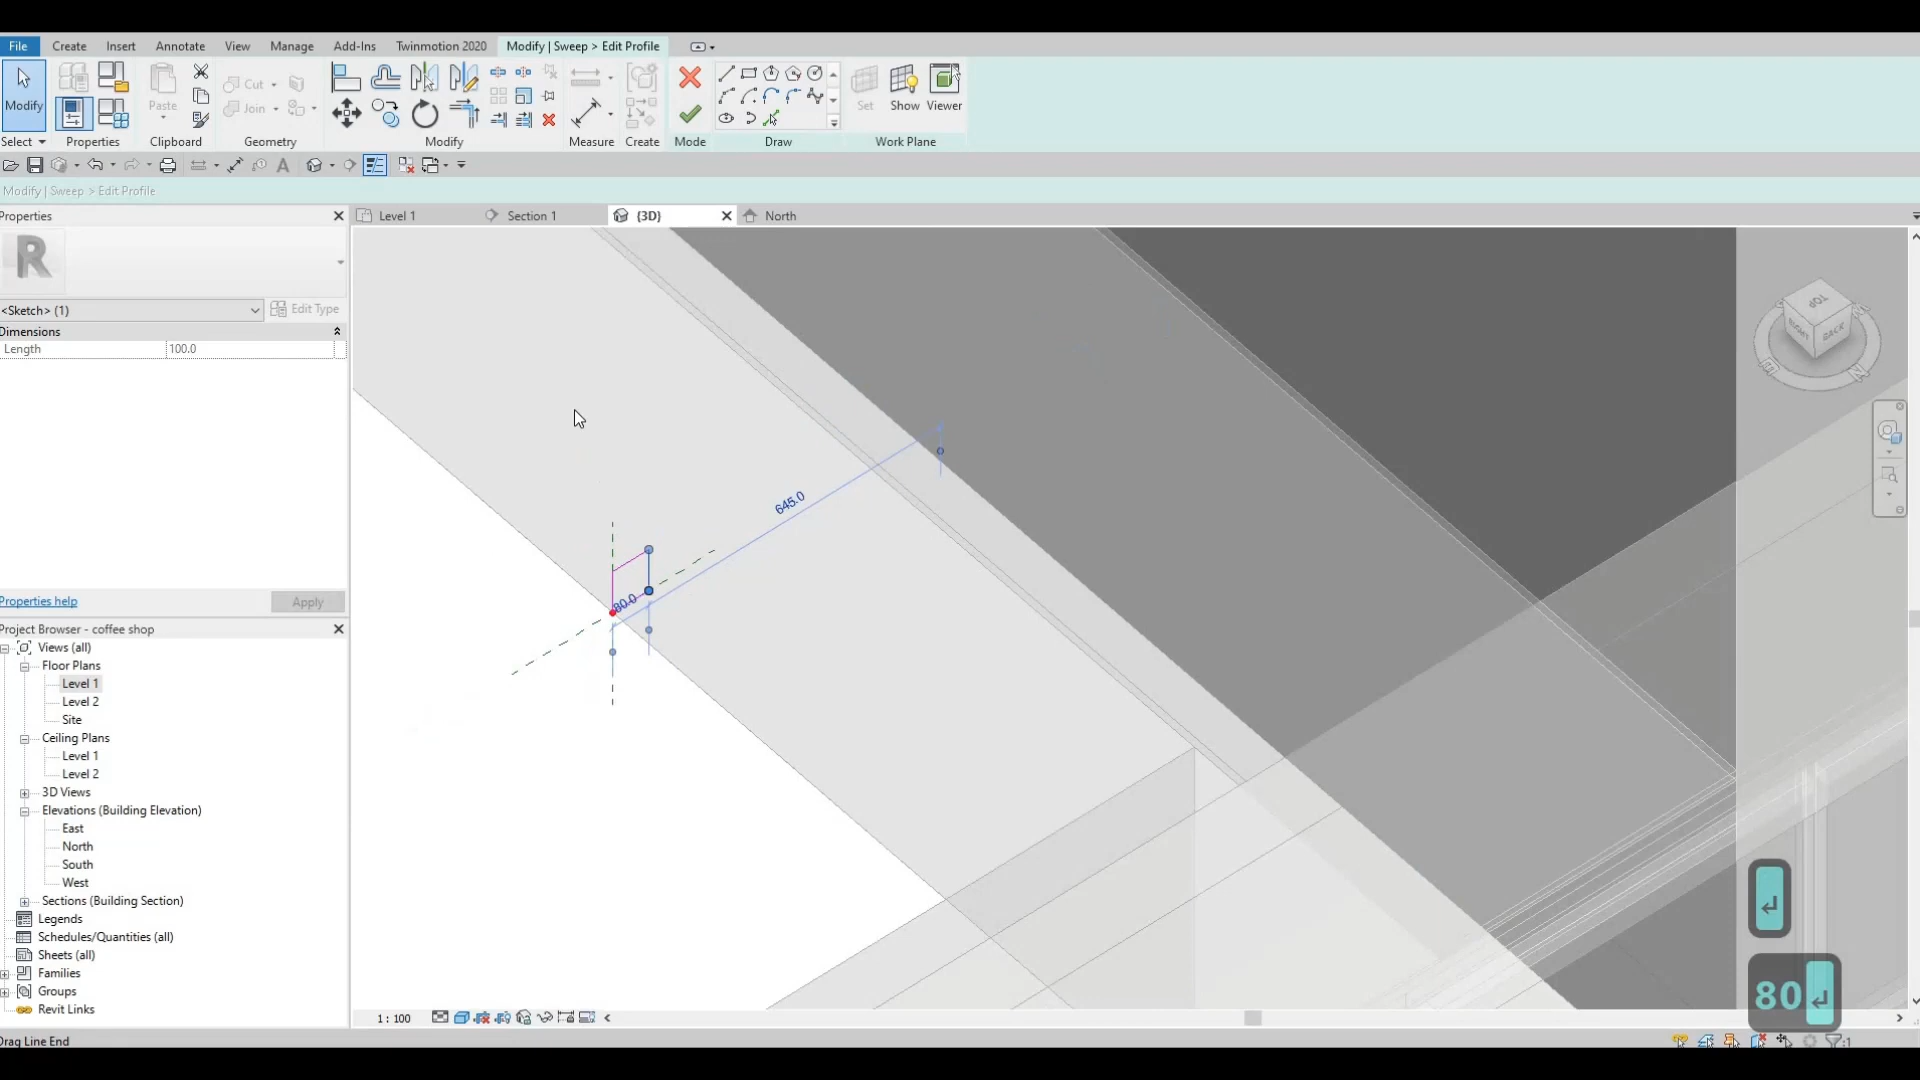 File Create Insert Annotate View Manage Add-Ins Twinmotion 2020 Modify | Sweep > Edit Profile
Modify Paste Cut Join Set Show Viewer
Select Properties Clipboard Geometry Modify Measure Create Mode Draw Work Plane
Modify | Sweep > Edit Profile
Properties
Level 1 Section 1 {3D} North
R
<Sketch> (1) Edit Type
Dimensions
Length 100.0
TOP
RIGHT BACK
N
E
645.0
80.0
Properties help Apply
Project Browser - coffee shop
Views (all)
Floor Plans
Level 1
Level 2
Site
Ceiling Plans
Level 1
Level 2
3D Views
Elevations (Building Elevation)
East
North
South
West
Sections (Building Section)
Legends
Schedules/Quantities (all)
Sheets (all)
Families
Groups
Revit Links
80
1 : 100
Drag Line End
:1